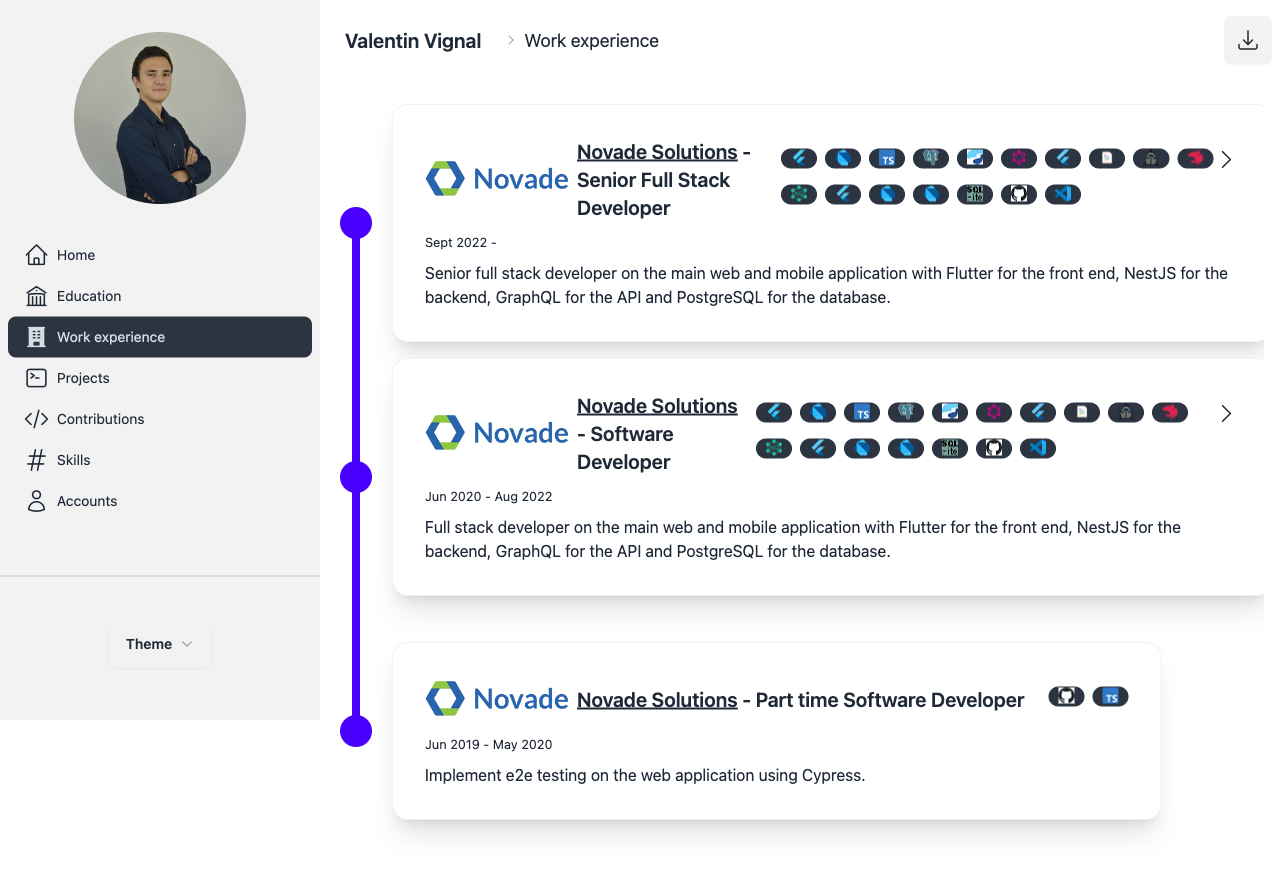 Valentin Vignal
Work experience
Home
Education
Work experience
Projects
Contributions
Skills
Accounts
Theme
Novade
Novade Solutions -
Senior Full Stack
Developer
TS
SQL
Sept 2022 -
Senior full stack developer on the main web and mobile application with Flutter for the front end, NestJS for the
backend, GraphQL for the API and PostgreSQL for the database.
Novade
Novade Solutions
- Software
Developer
TS
SQL
Jun 2020 - Aug 2022
Full stack developer on the main web and mobile application with Flutter for the front end, NestJS for the
backend, GraphQL for the API and PostgreSQL for the database.
Novade
Novade Solutions - Part time Software Developer
TS
Jun 2019 - May 2020
Implement e2e testing on the web application using Cypress.